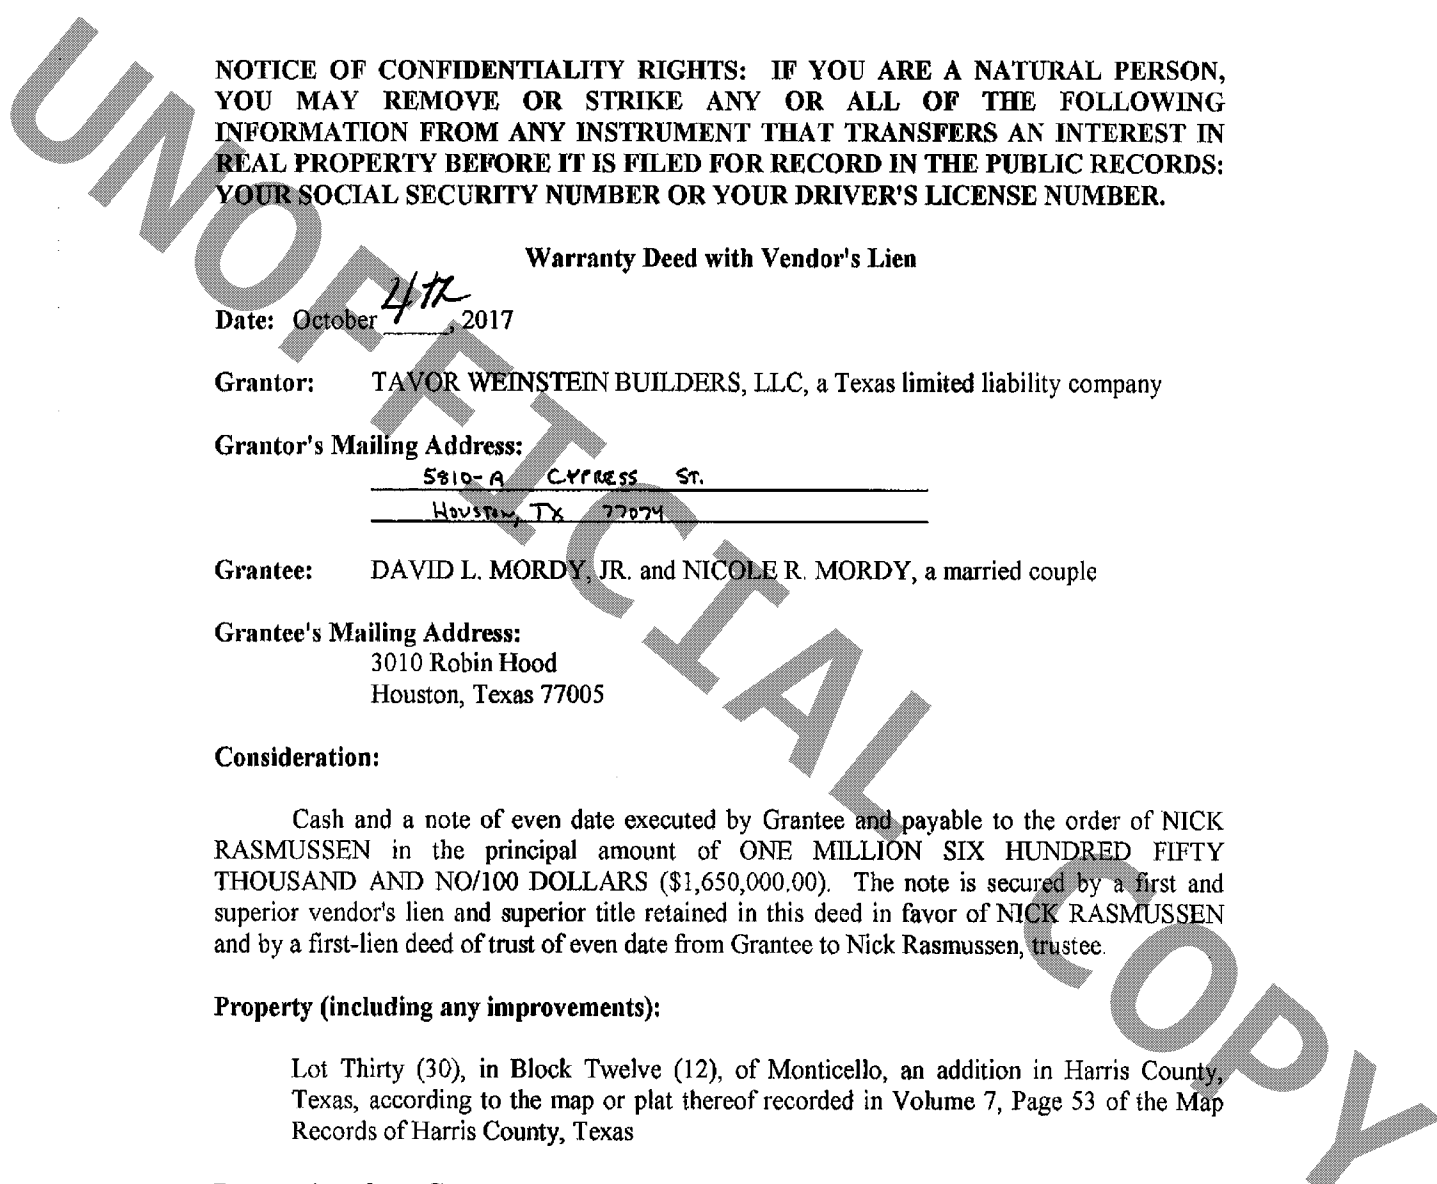 NOTICE OF CONFIDENTIALITY RIGHTS: IF YOU ARE A NATURAL PERSON,
YOU MAY REMOVE OR STRIKE ANY OR ALL OF THE FOLLOWING
INFORMATION FROM ANY INSTRUMENT THAT TRANSFERS AN INTEREST IN
REAL PROPERTY BEFORE IT IS FILED FOR RECORD IN THE PUBLIC RECORDS:
YOUR SOCIAL SECURITY NUMBER OR YOUR DRIVER'S LICENSE NUMBER.
Warranty Deed with Vendor's Lien
Date: October 4th, 2017
Grantor: TAVOR WEINSTEIN BUILDERS, LLC, a Texas limited liability company
Grantor's Mailing Address:
5810-A CYPRESS ST.
HOUSTON, TX 77074
Grantee: DAVID L. MORDY, JR. and NICOLE R. MORDY, a married couple
Grantee's Mailing Address:
3010 Robin Hood
Houston, Texas 77005
Consideration:
Cash and a note of even date executed by Grantee and payable to the order of NICK
RASMUSSEN in the principal amount of ONE MILLION SIX HUNDRED FIFTY
THOUSAND AND NO/100 DOLLARS ($1,650,000.00). The note is secured by a first and
superior vendor's lien and superior title retained in this deed in favor of NICK RASMUSSEN
and by a first-lien deed of trust of even date from Grantee to Nick Rasmussen, trustee.
Property (including any improvements):
Lot Thirty (30), in Block Twelve (12), of Monticello, an addition in Harris County,
Texas, according to the map or plat thereof recorded in Volume 7, Page 53 of the Map
Records of Harris County, Texas
UNOFFICIAL COPY